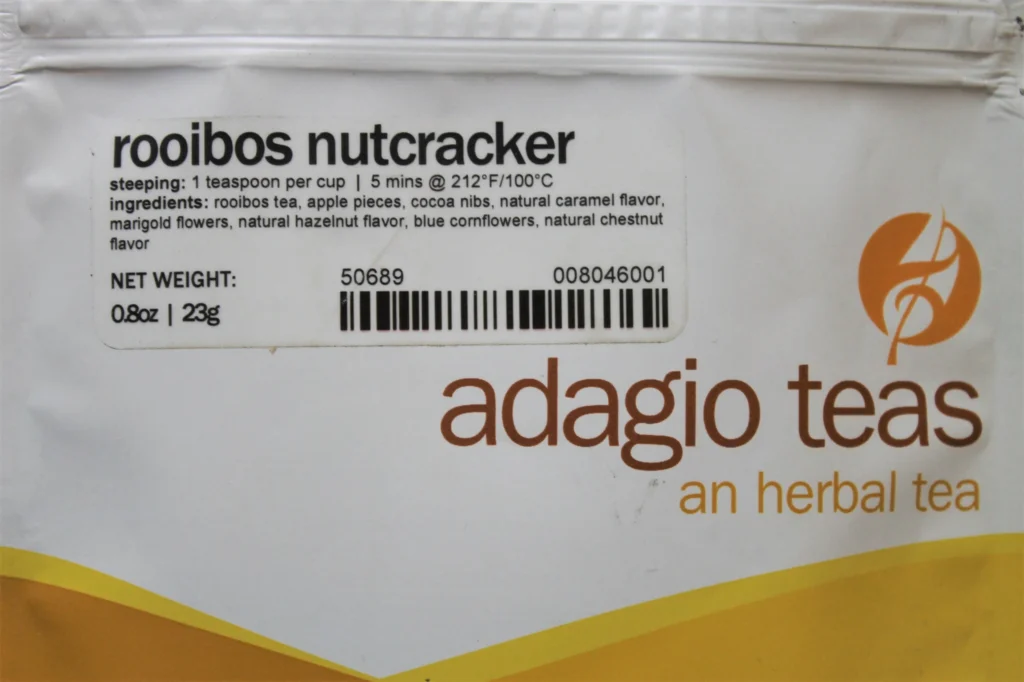 rooibos nutcracker
steeping: 1 teaspoon per cup | 5 mins @ 212°F/100°C
ingredients: rooibos tea, apple pieces, cocoa nibs, natural caramel flavor,
marigold flowers, natural hazelnut flavor, blue cornflowers, natural chestnut
flavor
NET WEIGHT:
0.8oz | 23g
50689 008046001
adagio teas
an herbal tea